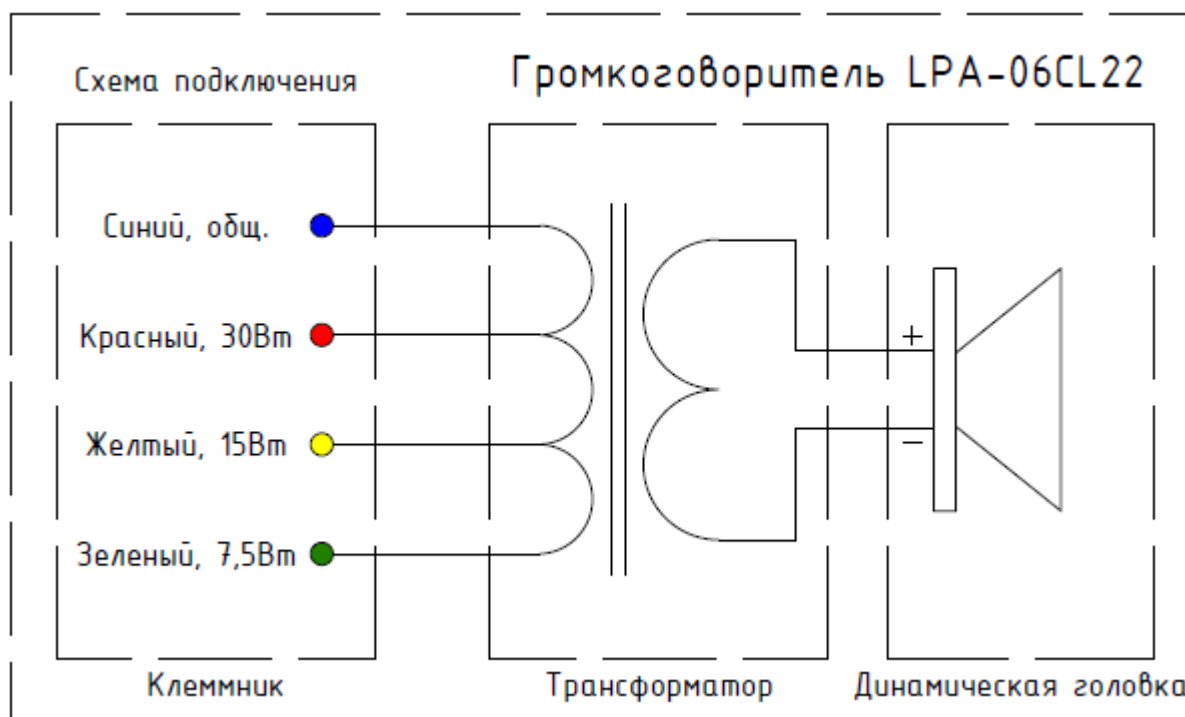 Схема подключения
Громкоговоритель LPA-06CL22
Синий, общ.
Красный, 30Вт
Желтый, 15Вт
Зеленый, 7,5Вт
+
−
Клеммник
Трансформатор
Динамическая головка